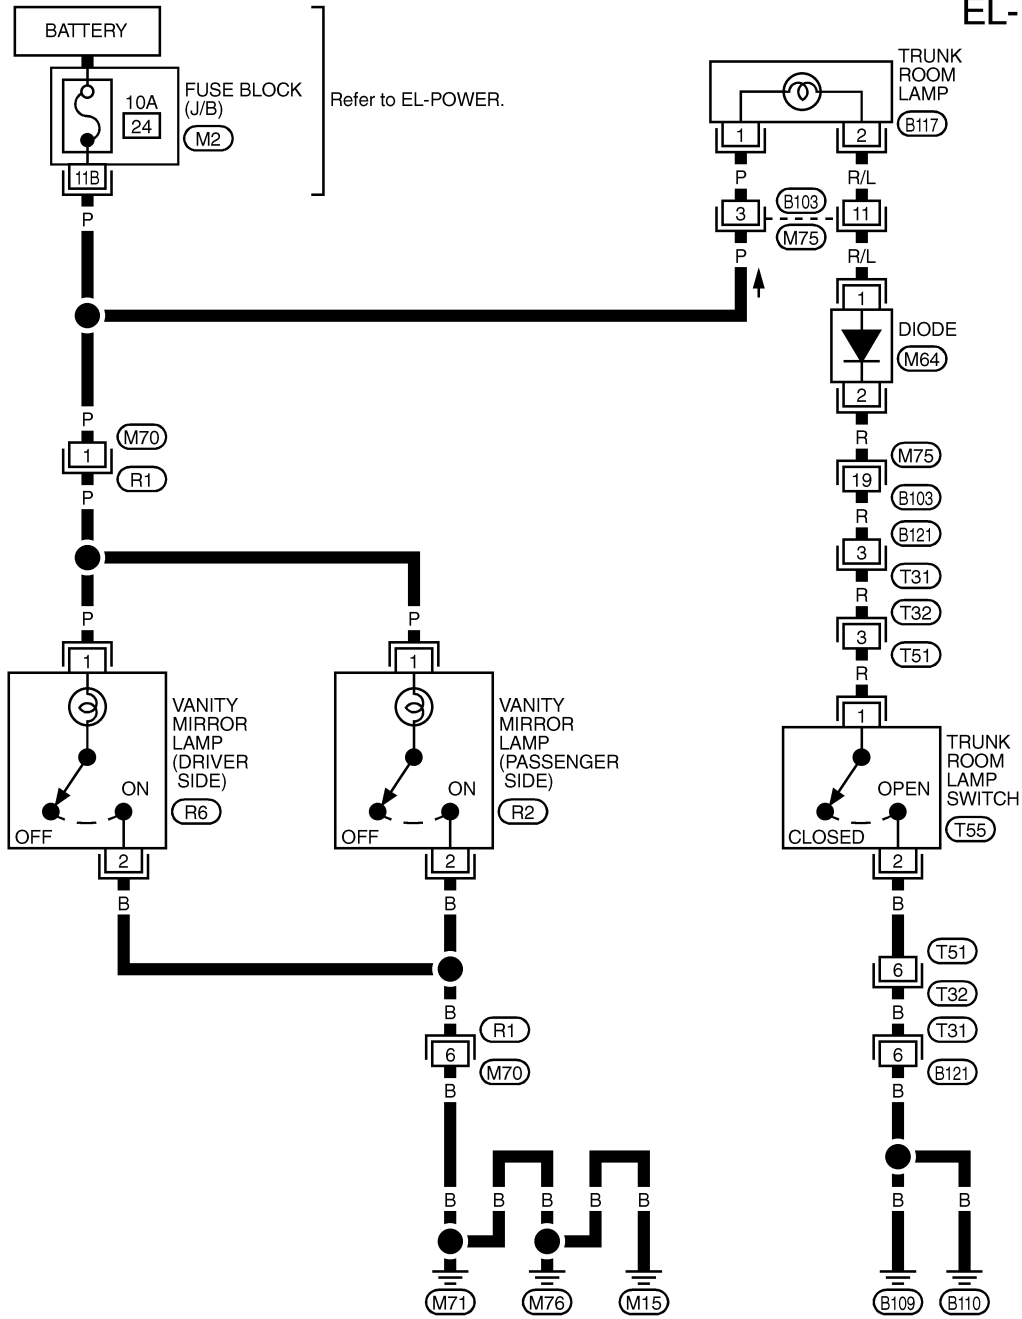 EL-
BATTERY
10A
24
FUSE BLOCK
(J/B)
M2
Refer to EL-POWER.
11B
P
TRUNK
ROOM
LAMP
B117
1
2
P
R/L
3
B103
M75
11
P
R/L
1
DIODE
M64
2
R
M75
19
B103
R
B121
3
T31
R
T32
3
T51
R
1
TRUNK
ROOM
LAMP
SWITCH
T55
OPEN
CLOSED
2
B
T51
6
T32
B
T31
6
B121
B
B
B
B109
B110
P
M70
1
R1
P
P
P
1
1
VANITY
MIRROR
LAMP
(DRIVER
SIDE)
R6
ON
OFF
2
B
VANITY
MIRROR
LAMP
(PASSENGER
SIDE)
R2
ON
OFF
2
B
B
R1
6
M70
B
B
B
B
B
B
M71
M76
M15